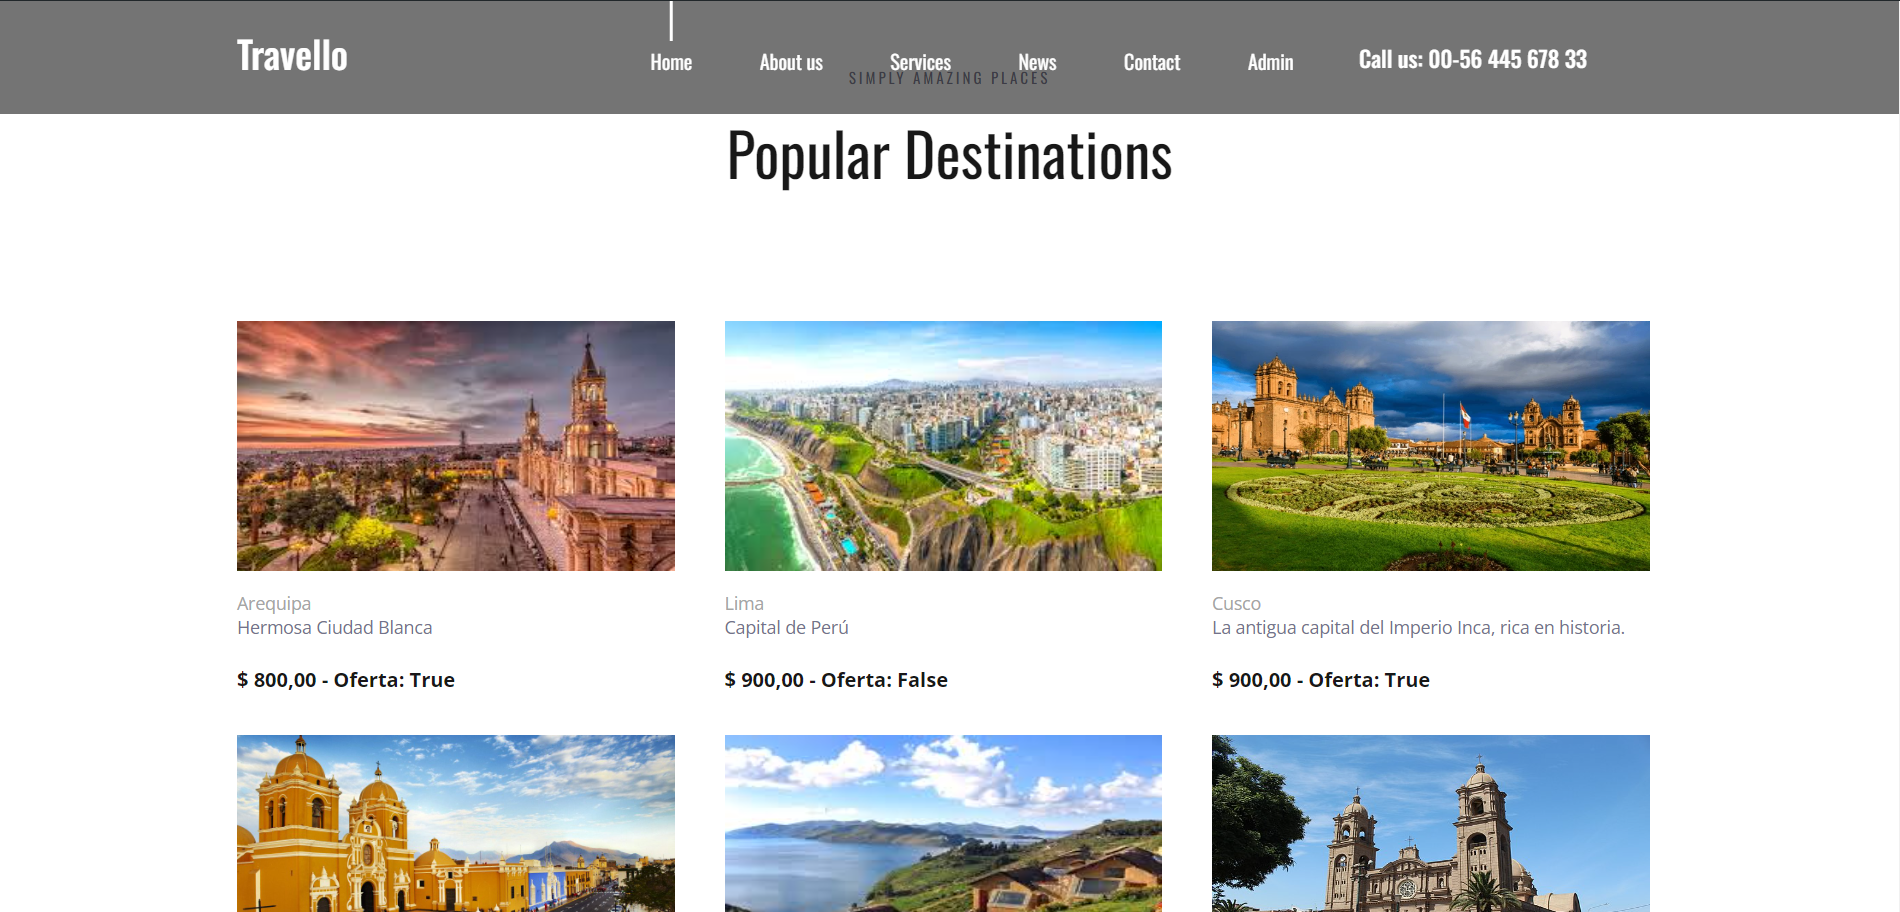 Travello
Home About us Services News Contact Admin Call us: 00-56 445 678 33
SIMPLY AMAZING PLACES
Popular Destinations
Arequipa
Hermosa Ciudad Blanca
$ 800,00 - Oferta: True
Lima
Capital de Perú
$ 900,00 - Oferta: False
Cusco
La antigua capital del Imperio Inca, rica en historia.
$ 900,00 - Oferta: True